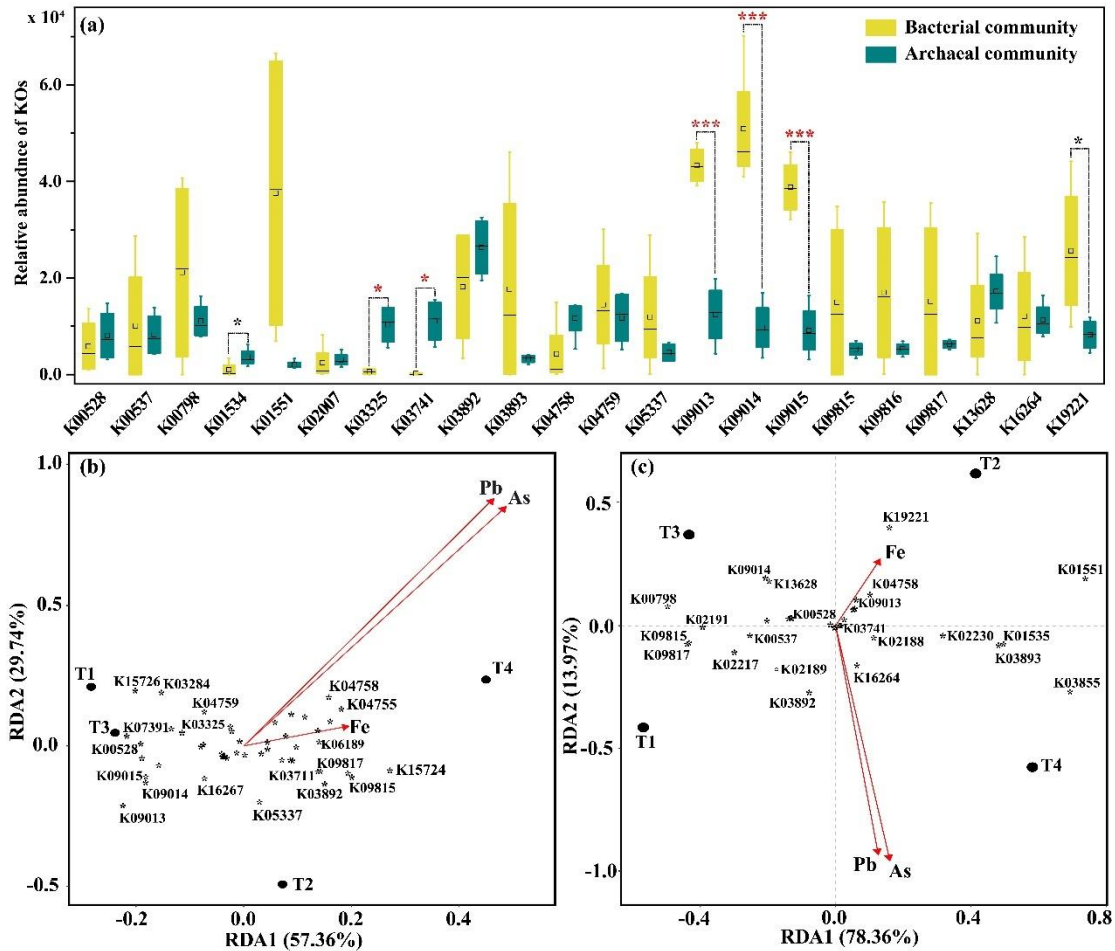 x 10⁴
(a)
***
Bacterial community
Archaeal community
6.0
***
***
*
4.0
2.0
*
*
*
0.0
Relative abundnce of KOs
K00528 K00537 K00798 K01534 K01551 K02007 K03325 K03741 K03892 K03893 K04758 K04759 K05337 K09013 K09014 K09015 K09815 K09816 K09817 K13628 K16264 K19221
(b)
1.0
Pb
As
0.5
T1
T4
K15726 K03284
K04758
K04759
K04755
T3
K07391
K03325
Fe
0.0
K00528
K06189
K09015
K09817
K03711
K15724
K09014
K16267
K03892
K09815
K09013
K05337
-0.5
T2
-0.2 0.0 0.2 0.4
RDA1 (57.36%)
RDA2 (29.74%)
(c)
T2
0.5
T3
K19221
Fe
K09014
K13628
K04758
K01551
K00798
K00528
K09013
0.0
K02191
K03741
K09815
K00537
K02188
K02230
K01535
K09817
K02217
K02189
K16264
K03893
K03892
K03855
-0.5
T1
T4
-1.0
Pb
As
-0.4 0.0 0.4 0.8
RDA1 (78.36%)
RDA2 (13.97%)